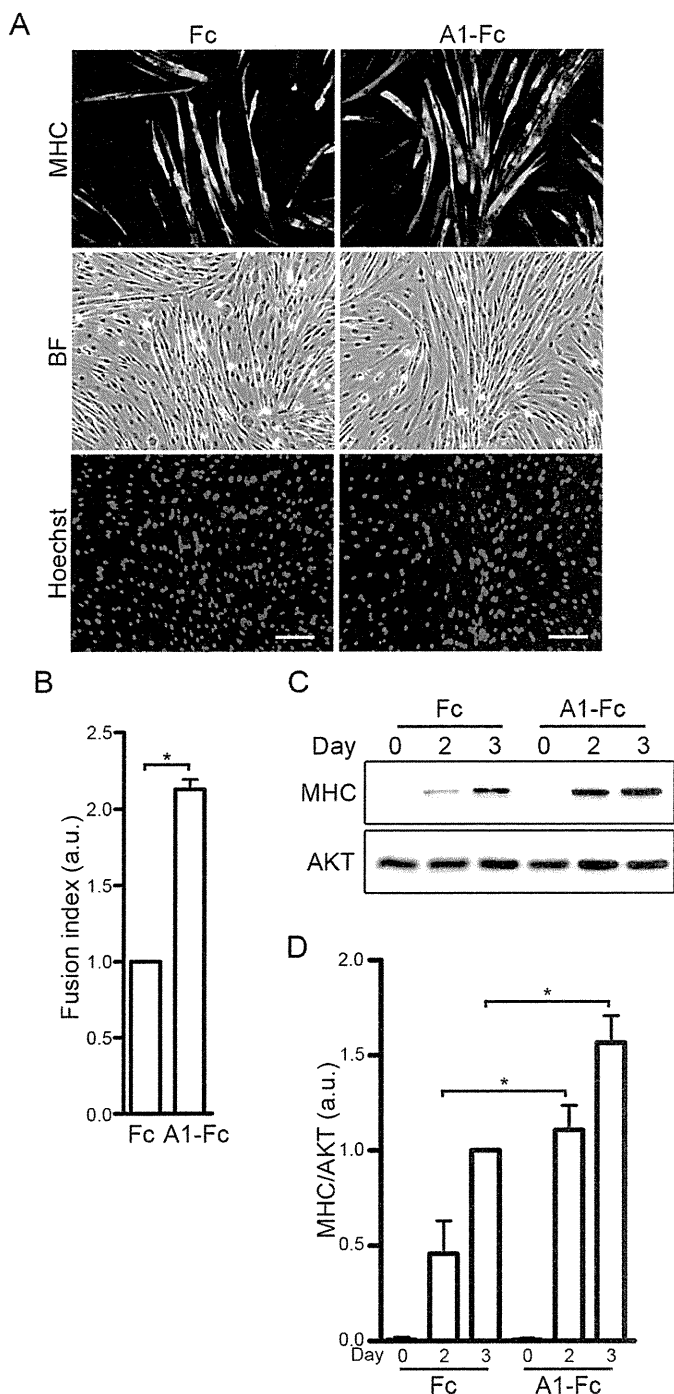 A
Fc A1-Fc
MHC
BF
Hoechst
B
Fusion index (a.u.)
2.5
2.0
1.5
1.0
0.5
0.0
*
Fc A1-Fc
C
Fc A1-Fc
Day 0 2 3 0 2 3
MHC
AKT
D
MHC/AKT (a.u.)
2.0
1.5
1.0
0.5
0.0
*
*
Day 0 2 3 0 2 3
Fc A1-Fc